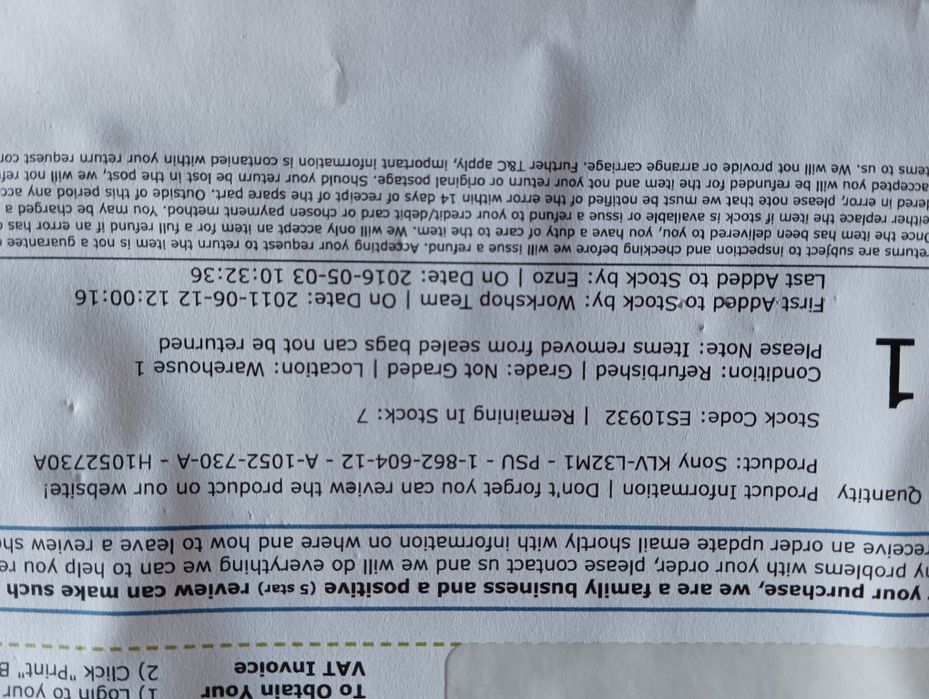 To Obtain Your
VAT Invoice
1) Login to your
2) Click "Print"
your purchase, we are a family business and a positive (5 star) review can make such
problems with your order, please contact us and we will do everything we can to help you
receive an order update email shortly with information on where and how to leave a review
Quantity Product Information | Don't forget you can review the product on our website!
1
Product: Sony KLV-L32M1 - PSU - 1-862-604-12 - A-1052-730-A - H1052730A
Stock Code: ES10932 | Remaining In Stock: 7
Condition: Refurbished | Grade: Not Graded | Location: Warehouse 1
Please Note: Items removed from sealed bags can not be returned
First Added to Stock by: Workshop Team | On Date: 2011-06-12 12:00:16
Last Added to Stock by: Enzo | On Date: 2016-05-03 10:32:36
returns are subject to inspection and checking before we will issue a refund. Accepting your request to return the item is not a guarantee
Once the item has been delivered to you, you have a duty of care to the item. We will only accept an item for a full refund if an error has
either replace the item if stock is available or issue a refund to your credit/debit card or chosen payment method. You may be charged a
in error, please note that we must be notified of the error within 14 days of receipt of the spare part. Outside of this period any
accepted you will be refunded for the item and not your return or original postage. Should your return be lost in the post, we will not
items to us. We will not provide or arrange carriage. Further T&C apply, important information is contanied within your return request